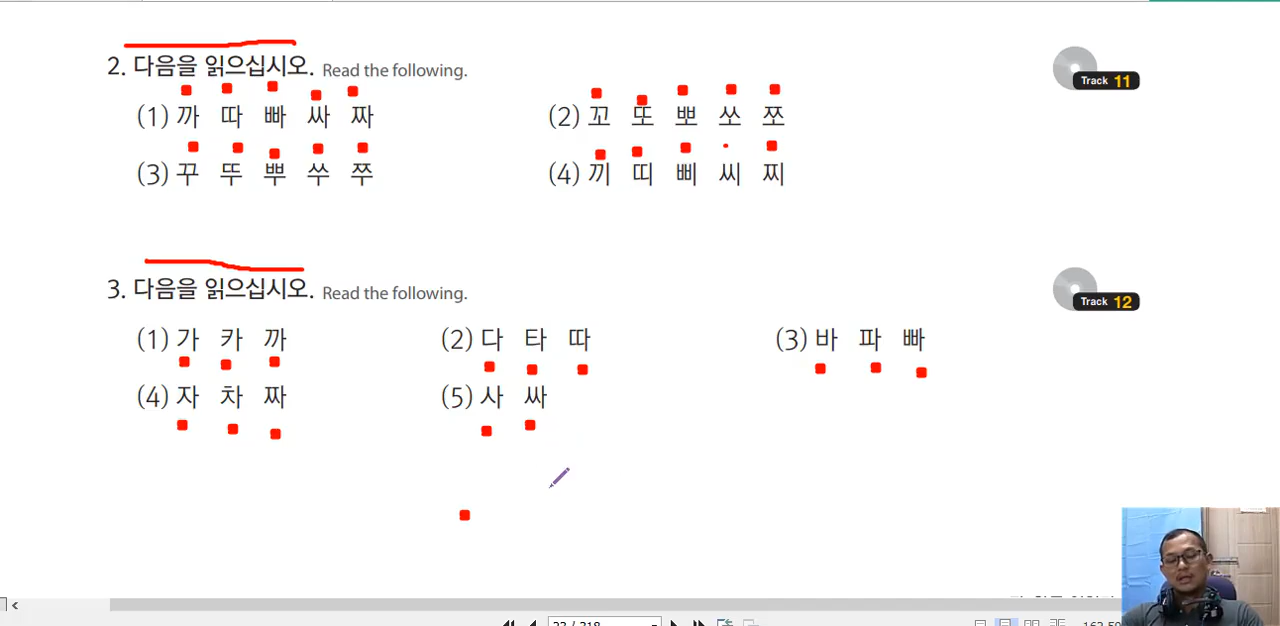 2. 다음을 읽으십시오. Read the following. Track 11
(1) 까 따 빠 싸 짜 (2) 꼬 또 뽀 쏘 쪼
(3) 꾸 뚜 뿌 쑤 쭈 (4) 끼 띠 삐 씨 찌
3. 다음을 읽으십시오. Read the following. Track 12
(1) 가 카 까 (2) 다 타 따 (3) 바 파 빠
(4) 자 차 짜 (5) 사 싸